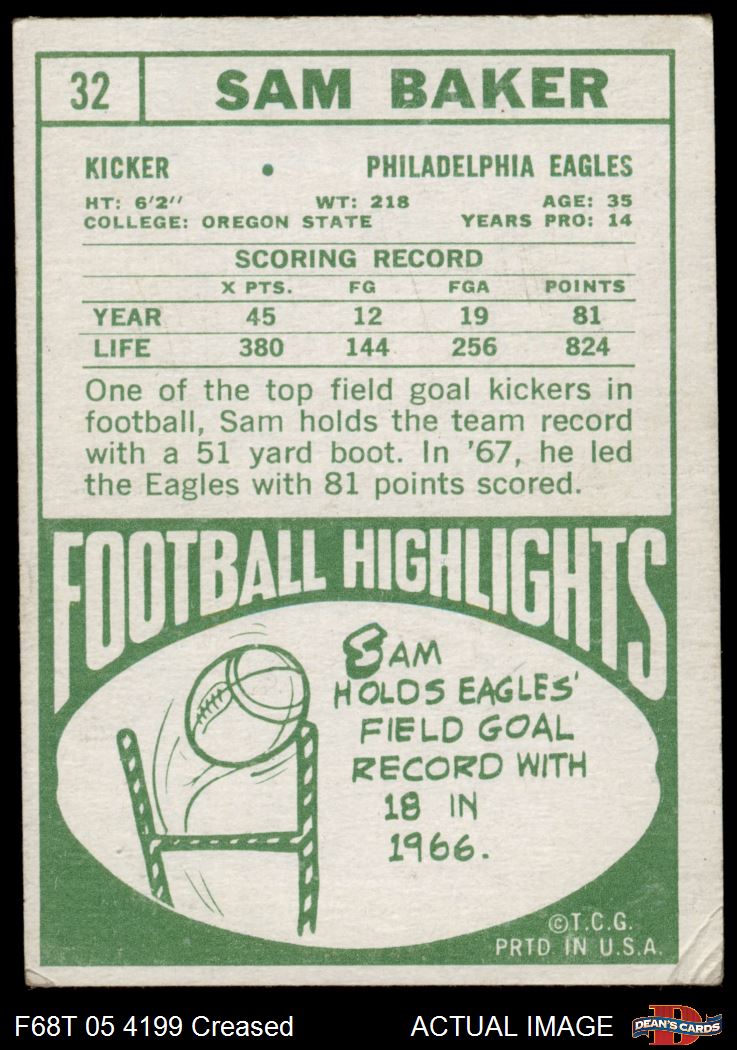 32 SAM BAKER
KICKER • PHILADELPHIA EAGLES
HT: 6'2" WT: 218 AGE: 35
COLLEGE: OREGON STATE YEARS PRO: 14
SCORING RECORD
X PTS. FG FGA POINTS
YEAR 45 12 19 81
LIFE 380 144 256 824
One of the top field goal kickers in
football, Sam holds the team record
with a 51 yard boot. In '67, he led
the Eagles with 81 points scored.
FOOTBALL HIGHLIGHTS
SAM
HOLDS EAGLES'
FIELD GOAL
RECORD WITH
18 IN
1966.
©T.C.G.
PRTD IN U.S.A.
F68T 05 4199 Creased ACTUAL IMAGE D DEAN'S CARDS